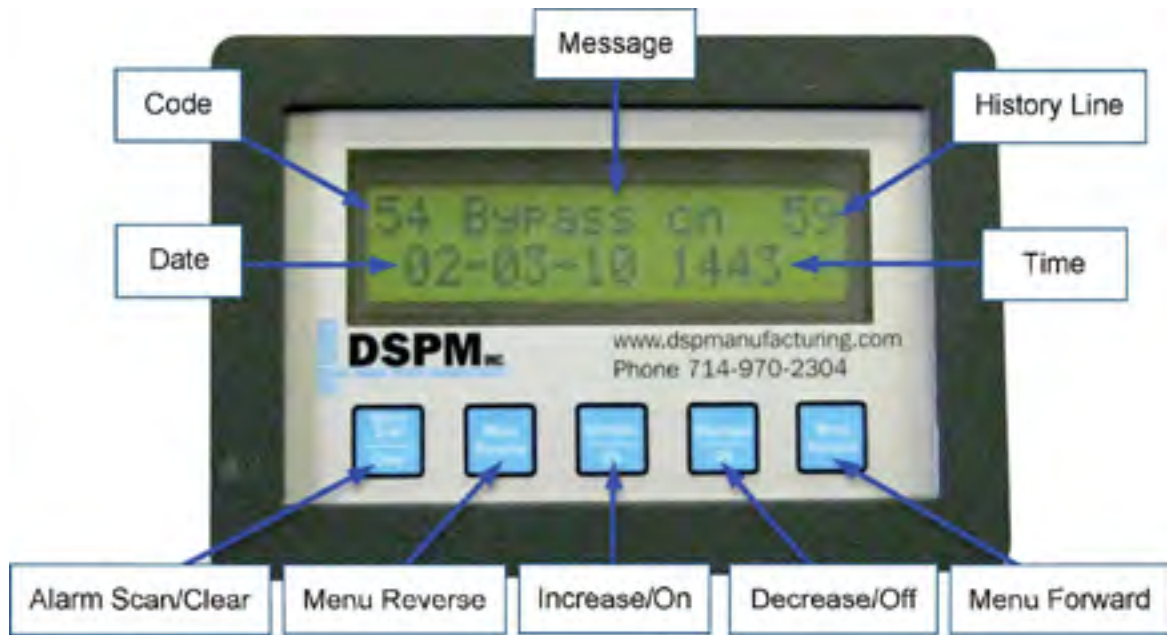 Message
Code
History Line
54 Bypass on 59
Date
02-03-10 1443
Time
DSPM INC
www.dspmanufacturing.com
Phone 714-970-2304
Alarm Scan/Clear
Menu Reverse
Increase/On
Decrease/Off
Menu Forward